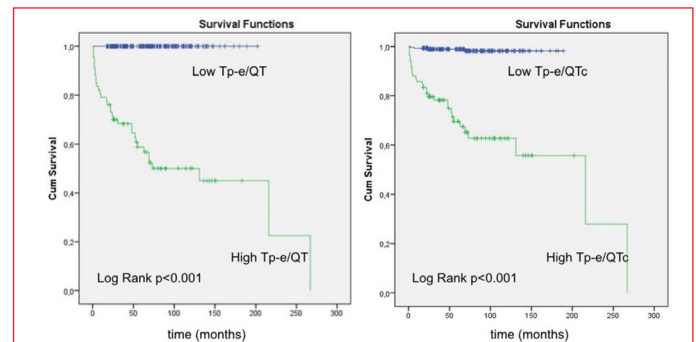 Survival Functions
Cum Survival
1,0
0,8
0,6
0,4
0,2
0,0
Low Tp-e/QT
High Tp-e/QT
Log Rank p<0.001
0 50 100 150 200 250 300
time (months)
Survival Functions
Cum Survival
1,0
0,8
0,6
0,4
0,2
0,0
Low Tp-e/QTc
High Tp-e/QTc
Log Rank p<0.001
0 50 100 150 200 250 300
time (months)